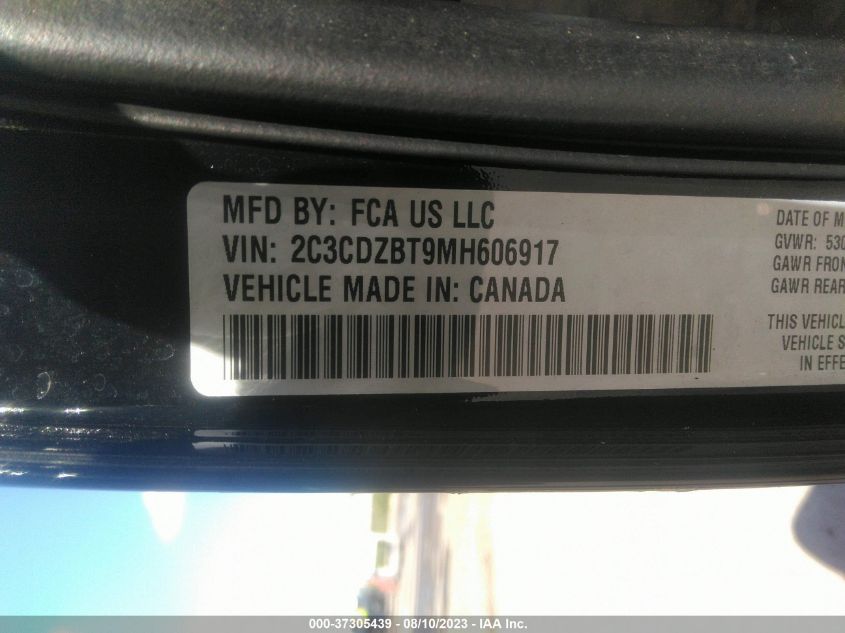 MFD BY: FCA US LLC
VIN: 2C3CDZBT9MH606917
VEHICLE MADE IN: CANADA
DATE OF M
GVWR: 530
GAWR FRON
GAWR REAR
THIS VEHICL
VEHICLE S
IN EFFE
000-37305439 - 08/10/2023 - IAA Inc.